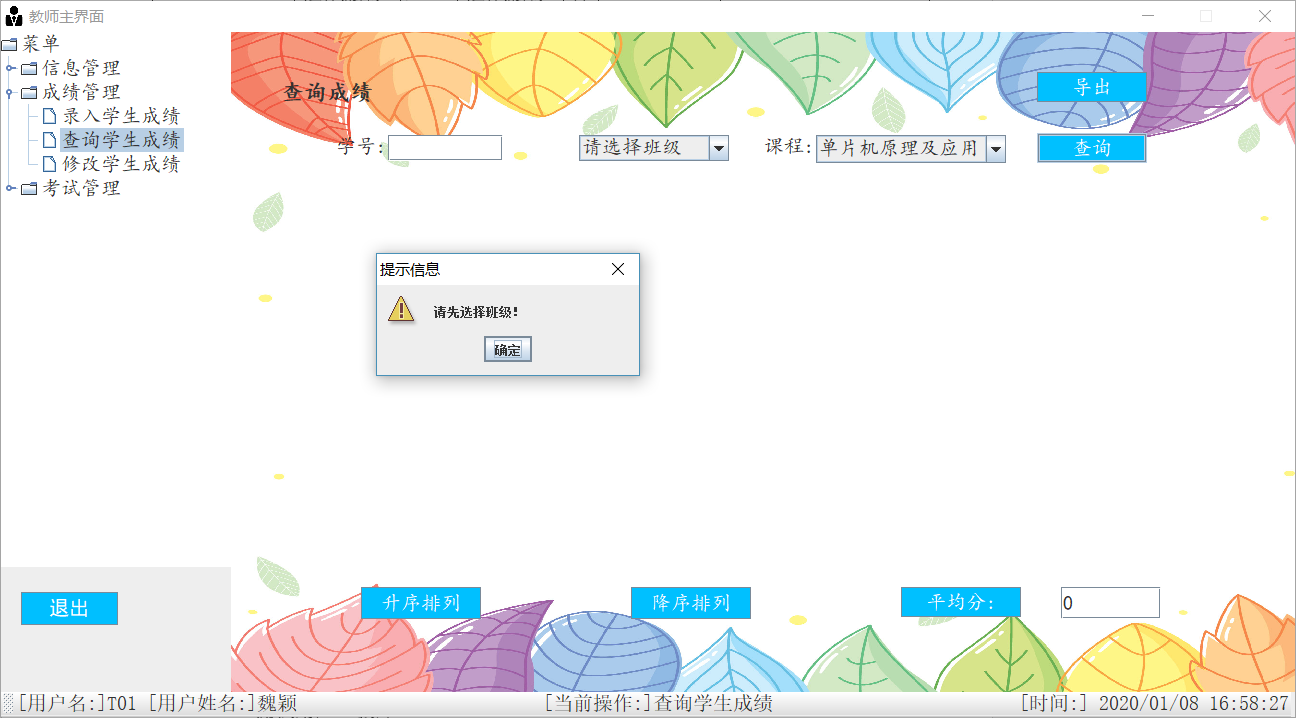 教师主界面
菜单
信息管理
成绩管理
录入学生成绩
查询学生成绩
修改学生成绩
考试管理
退出
查询成绩
导出
学号:
请选择班级
课程:
单片机原理及应用
查询
提示信息
请先选择班级!
确定
升序排列
降序排列
平均分:
0
[用户名:]T01 [用户姓名:]魏颖
[当前操作:]查询学生成绩
[时间:] 2020/01/08 16:58:27